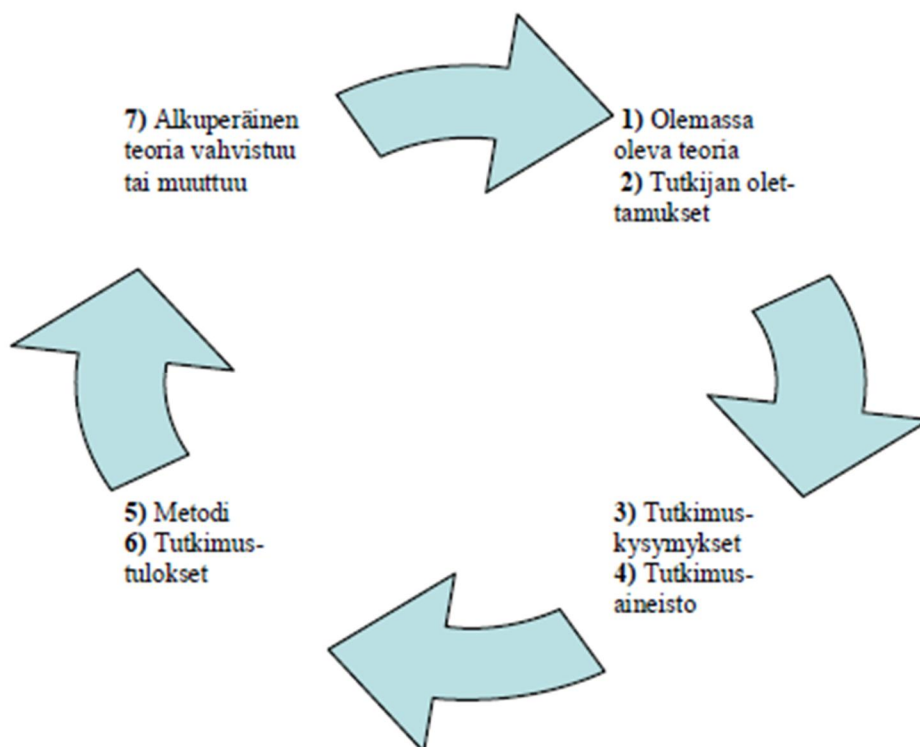 7) Alkuperäinen
teoria vahvistuu
tai muuttuu
1) Olemassa
oleva teoria
2) Tutkijan olet-
tamukset
3) Tutkimus-
kysymykset
4) Tutkimus-
aineisto
5) Metodi
6) Tutkimus-
tulokset